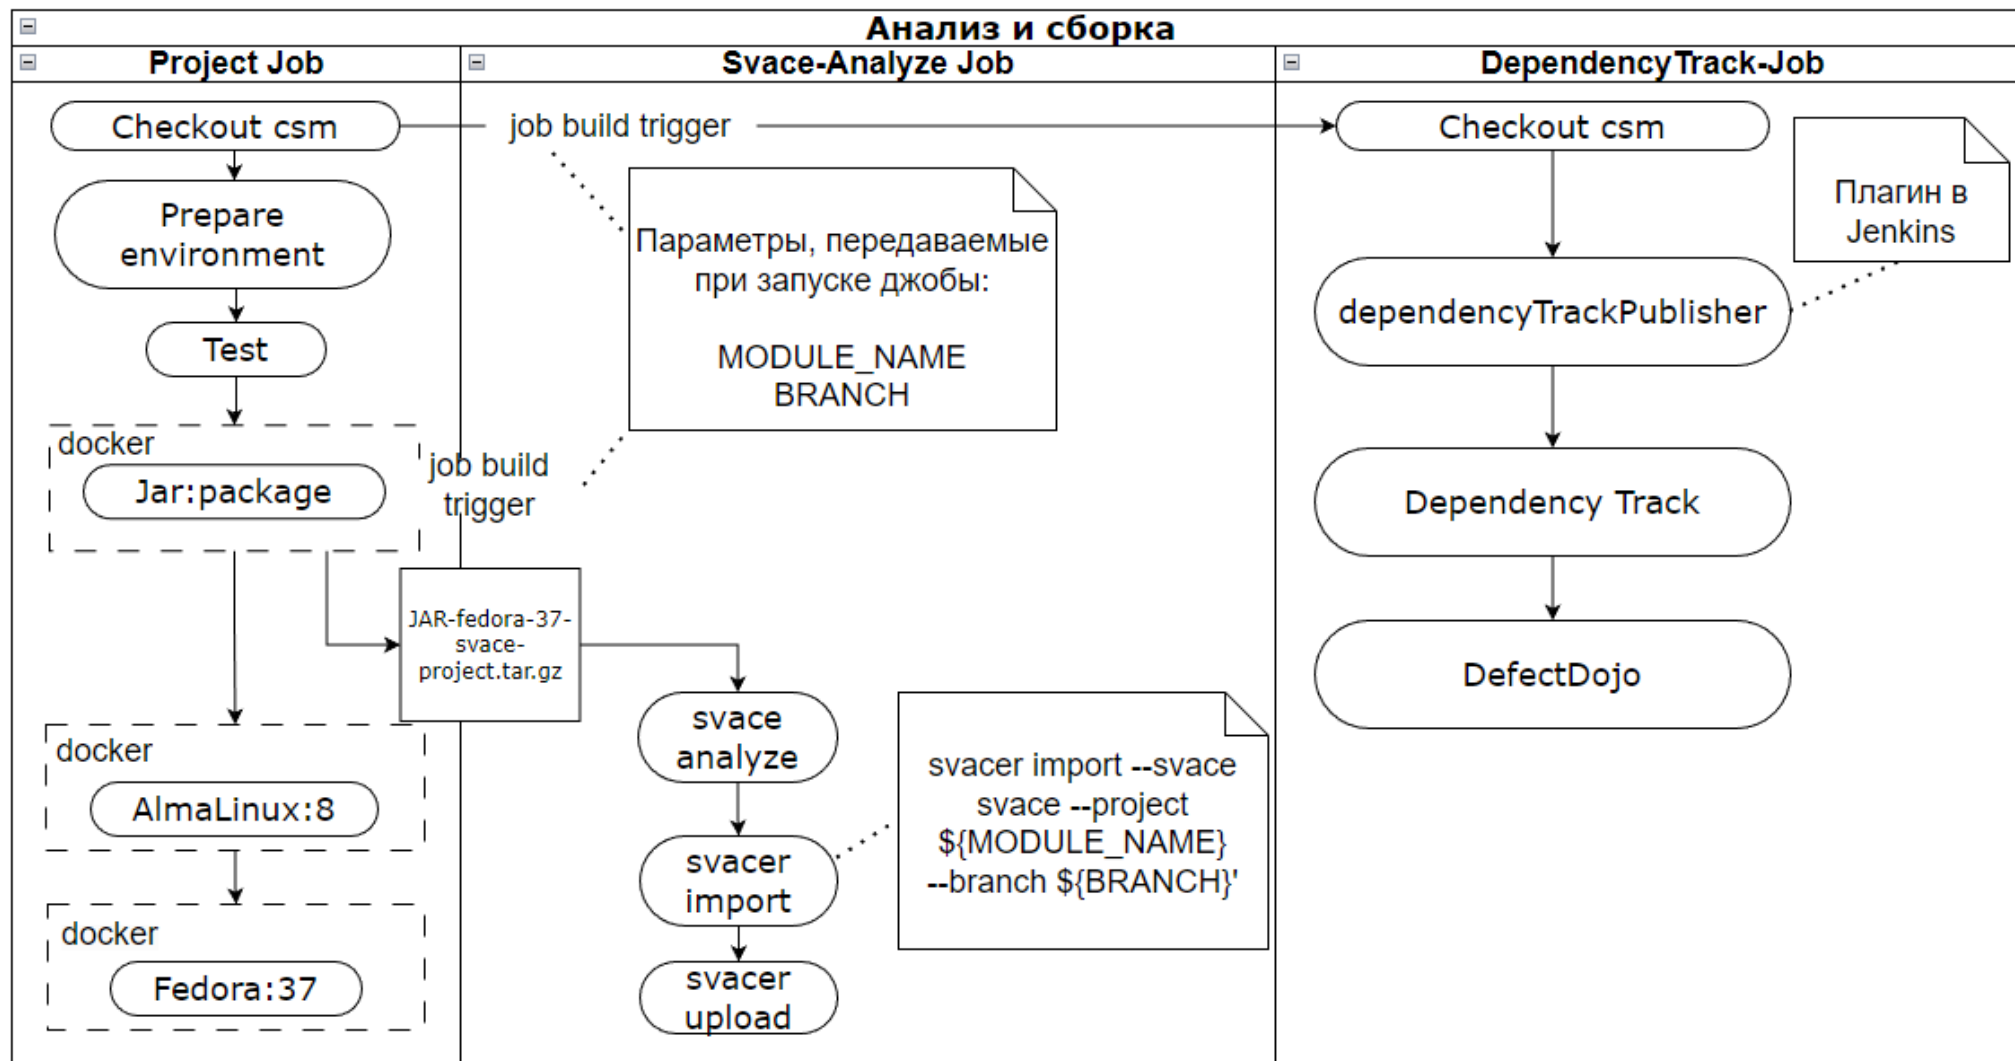 Анализ и сборка
Project Job
Svace-Analyze Job
DependencyTrack-Job
Checkout csm
Prepare
environment
Test
docker
Jar:package
docker
AlmaLinux:8
docker
Fedora:37
job build trigger
Параметры, передаваемые
при запуске джобы:
MODULE_NAME
BRANCH
job build
trigger
JAR-fedora-37-
svace-
project.tar.gz
svace
analyze
svacer
import
svacer
upload
svacer import --svace
svace --project
${MODULE_NAME}
--branch ${BRANCH}'
Checkout csm
Плагин в
Jenkins
dependencyTrackPublisher
Dependency Track
DefectDojo